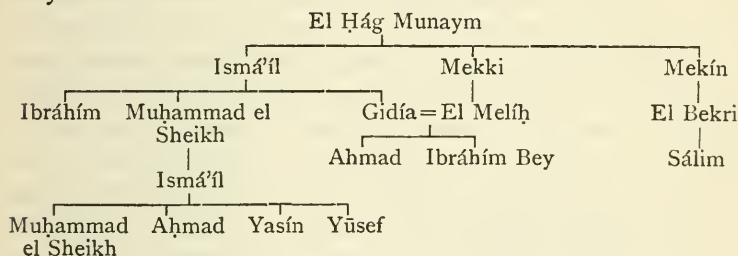 El Ḥág Munaym
Ismá'íl Mekki Mekín
Ibráhím Muḥammad el Sheikh Gidía=El Melíḥ El Bekri
Ahmad Ibráhím Bey Sálim
Ismá'íl
Muḥammad el Sheikh Aḥmad Yasín Yūsef